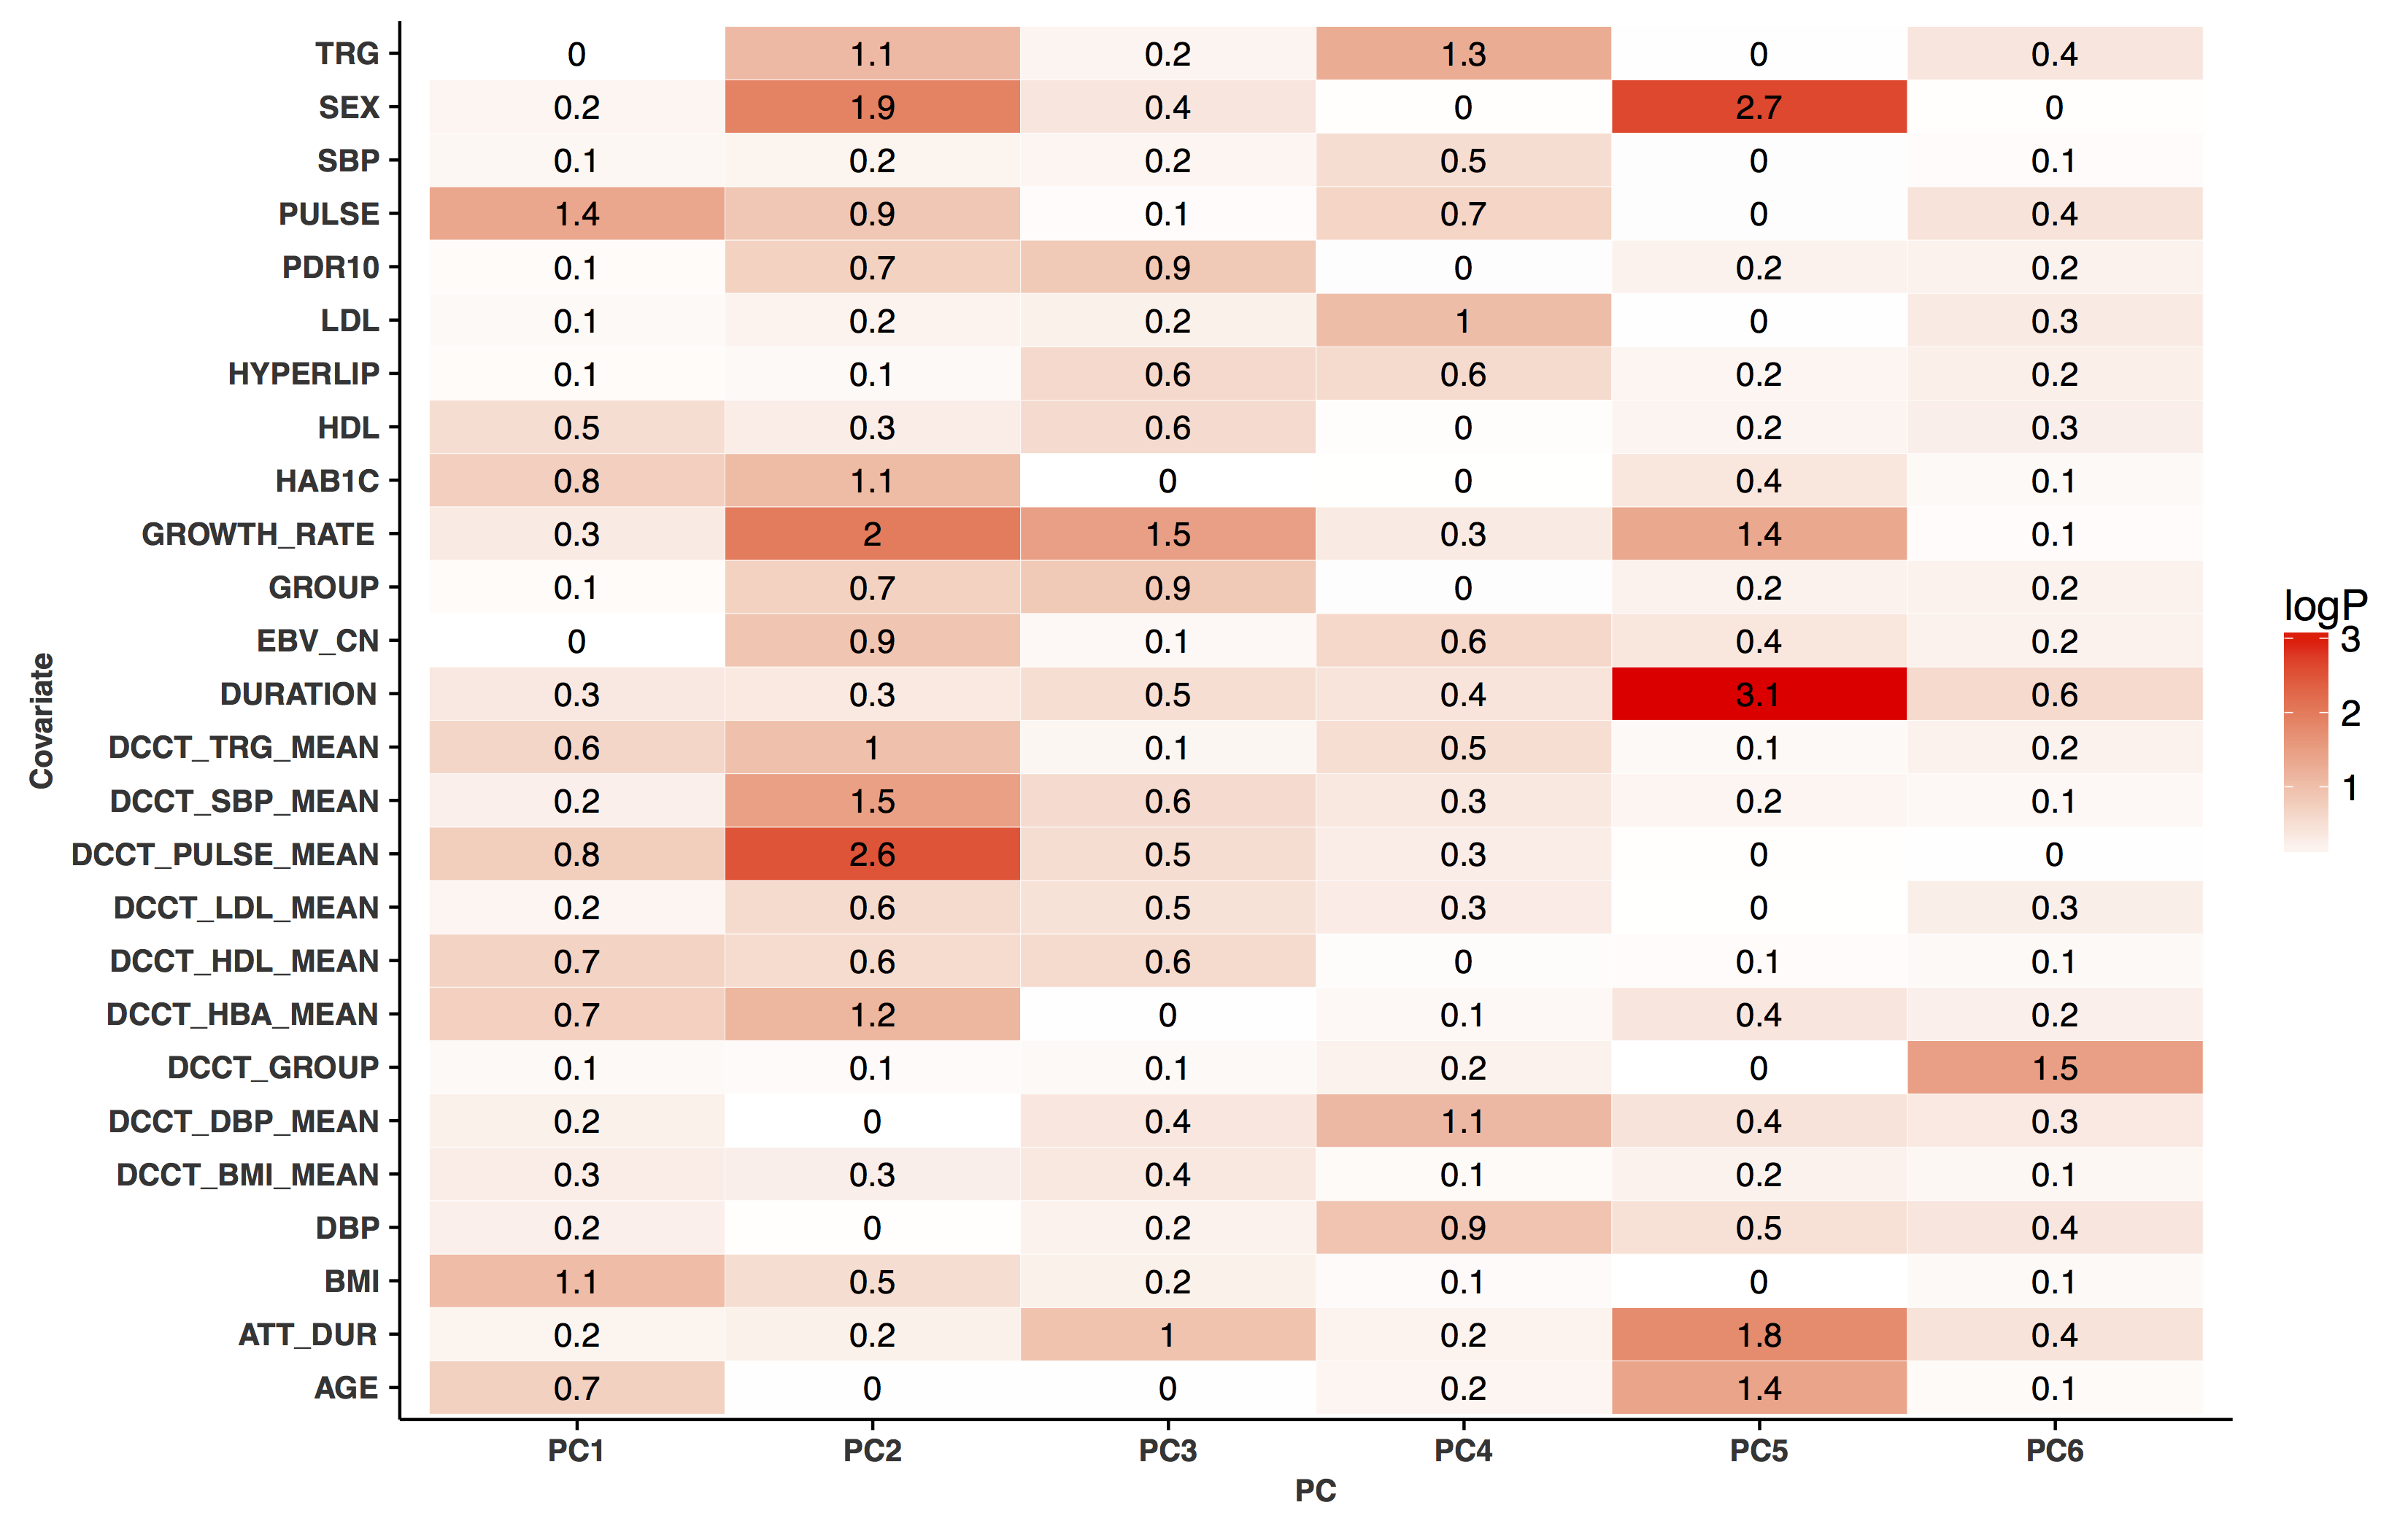 TRG 0 1.1 0.2 1.3 0 0.4
SEX 0.2 1.9 0.4 0 2.7 0
SBP 0.1 0.2 0.2 0.5 0 0.1
PULSE 1.4 0.9 0.1 0.7 0 0.4
PDR10 0.1 0.7 0.9 0 0.2 0.2
LDL 0.1 0.2 0.2 1 0 0.3
HYPERLIP 0.1 0.1 0.6 0.6 0.2 0.2
HDL 0.5 0.3 0.6 0 0.2 0.3
HAB1C 0.8 1.1 0 0 0.4 0.1
GROWTH_RATE 0.3 2 1.5 0.3 1.4 0.1
GROUP 0.1 0.7 0.9 0 0.2 0.2
EBV_CN 0 0.9 0.1 0.6 0.4 0.2
DURATION 0.3 0.3 0.5 0.4 3.1 0.6
DCCT_TRG_MEAN 0.6 1 0.1 0.5 0.1 0.2
DCCT_SBP_MEAN 0.2 1.5 0.6 0.3 0.2 0.1
DCCT_PULSE_MEAN 0.8 2.6 0.5 0.3 0 0
DCCT_LDL_MEAN 0.2 0.6 0.5 0.3 0 0.3
DCCT_HDL_MEAN 0.7 0.6 0.6 0 0.1 0.1
DCCT_HBA_MEAN 0.7 1.2 0 0.1 0.4 0.2
DCCT_GROUP 0.1 0.1 0.1 0.2 0 1.5
DCCT_DBP_MEAN 0.2 0 0.4 1.1 0.4 0.3
DCCT_BMI_MEAN 0.3 0.3 0.4 0.1 0.2 0.1
DBP 0.2 0 0.2 0.9 0.5 0.4
BMI 1.1 0.5 0.2 0.1 0 0.1
ATT_DUR 0.2 0.2 1 0.2 1.8 0.4
AGE 0.7 0 0 0.2 1.4 0.1
PC1 PC2 PC3 PC4 PC5 PC6
PC
Covariate
logP
3
2
1